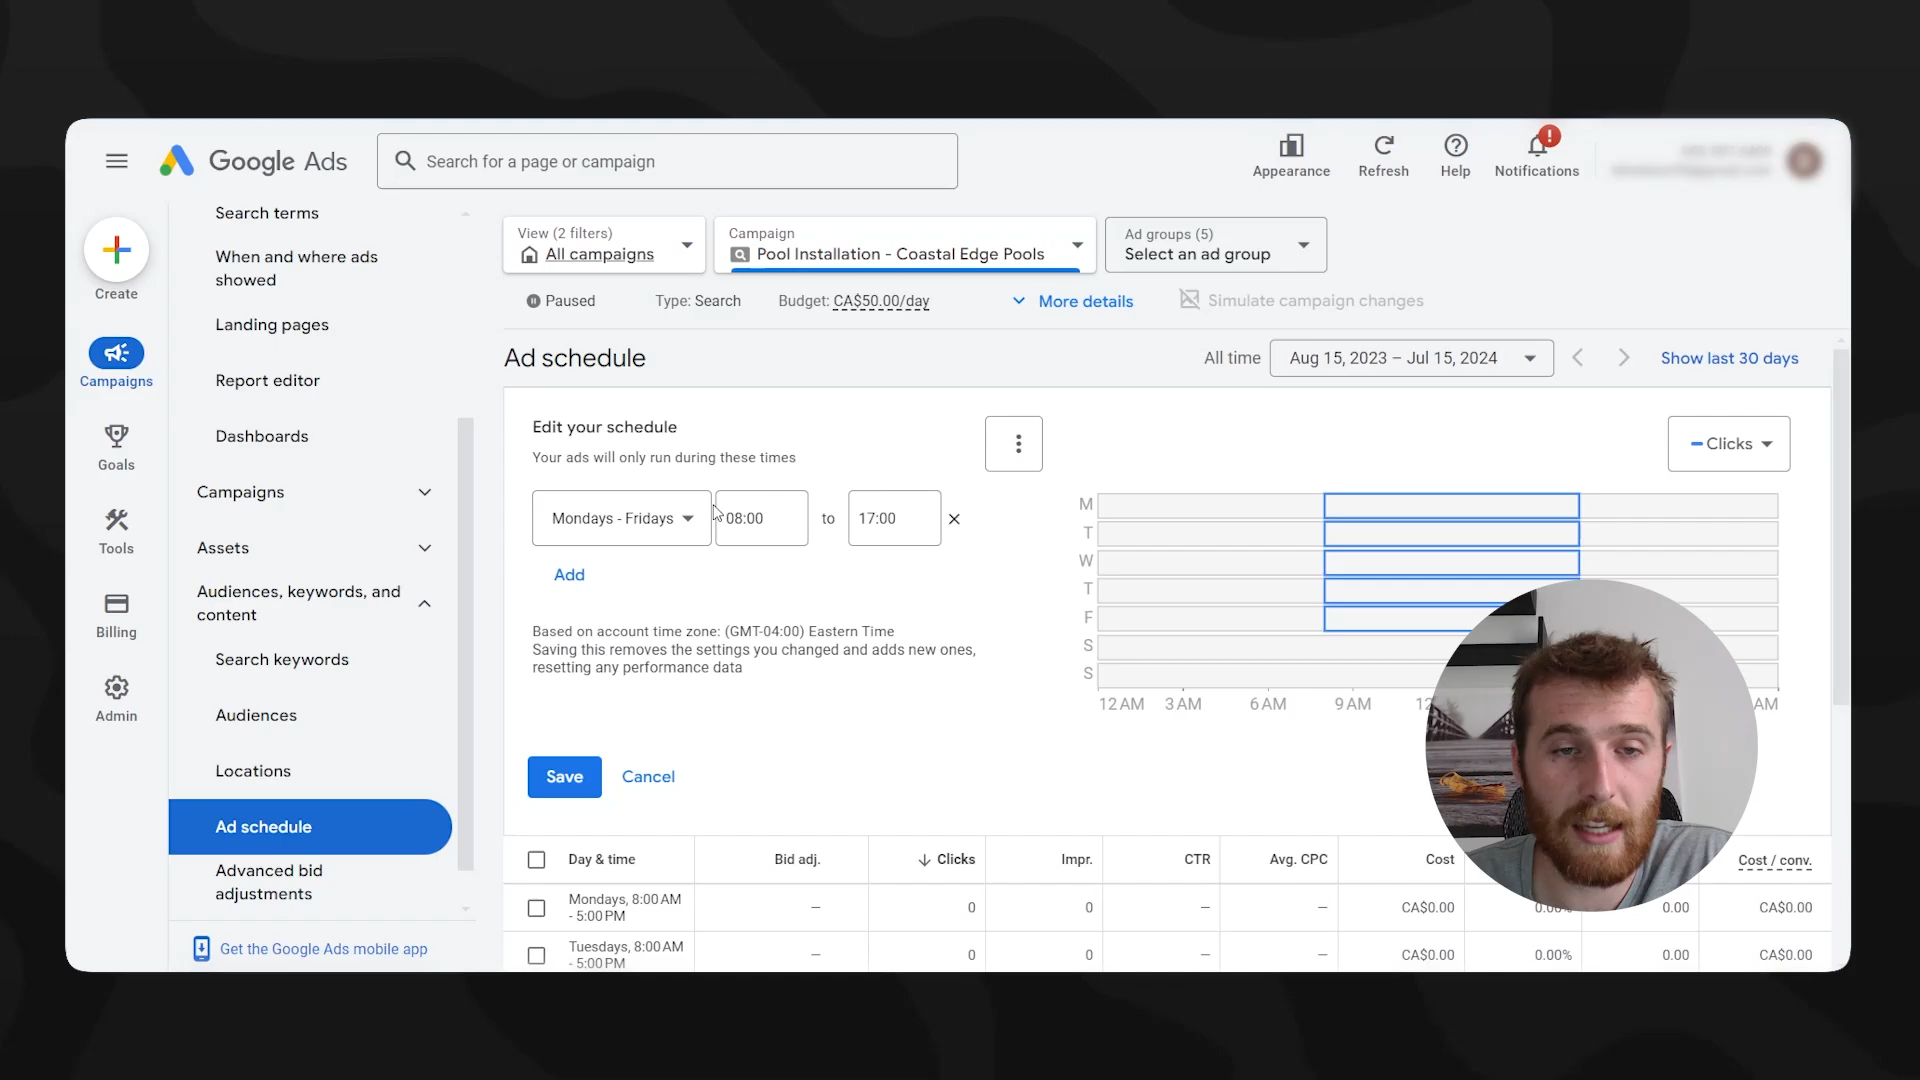 Google Ads
Search for a page or campaign
Appearance
Refresh
Help
!
Notifications
Create
Campaigns
Goals
Tools
Billing
Admin
Search terms
When and where ads
showed
Landing pages
Report editor
Dashboards
Campaigns
Assets
Audiences, keywords, and
content
Search keywords
Audiences
Locations
Ad schedule
Advanced bid
adjustments
Get the Google Ads mobile app
View (2 filters)
All campaigns
Campaign
Pool Installation - Coastal Edge Pools
Ad groups (5)
Select an ad group
Paused
Type: Search
Budget: CA$50.00/day
More details
Simulate campaign changes
Ad schedule
All time
Aug 15, 2023 – Jul 15, 2024
Show last 30 days
Edit your schedule
Your ads will only run during these times
Clicks
Mondays - Fridays
08:00
to
17:00
Add
Based on account time zone: (GMT-04:00) Eastern Time
Saving this removes the settings you changed and adds new ones,
resetting any performance data
Save
Cancel
M
T
W
T
F
S
S
12 AM 3 AM 6 AM 9 AM 12 AM
Day & time Bid adj. Clicks Impr. CTR Avg. CPC Cost Cost / conv.
Mondays, 8:00 AM
- 5:00 PM
— 0 0 — — CA$0.00 0.00% 0.00 CA$0.00
Tuesdays, 8:00 AM
- 5:00 PM
— 0 0 — — CA$0.00 0.00% 0.00 CA$0.00